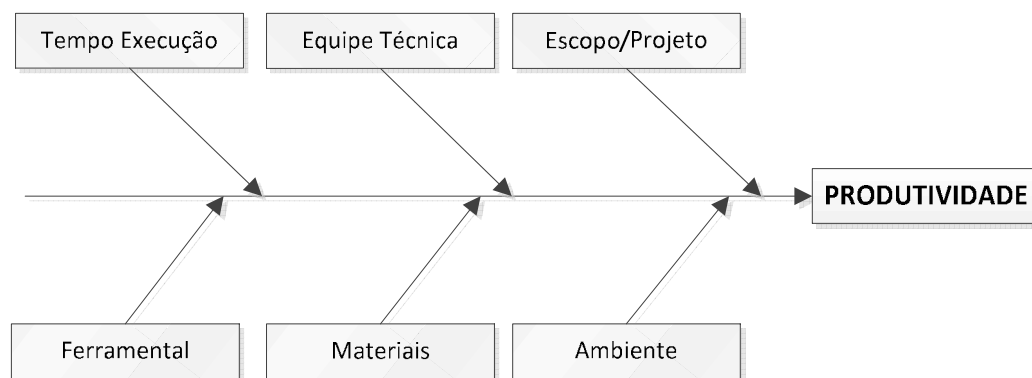 Tempo Execução
Equipe Técnica
Escopo/Projeto
PRODUTIVIDADE
Ferramental
Materiais
Ambiente